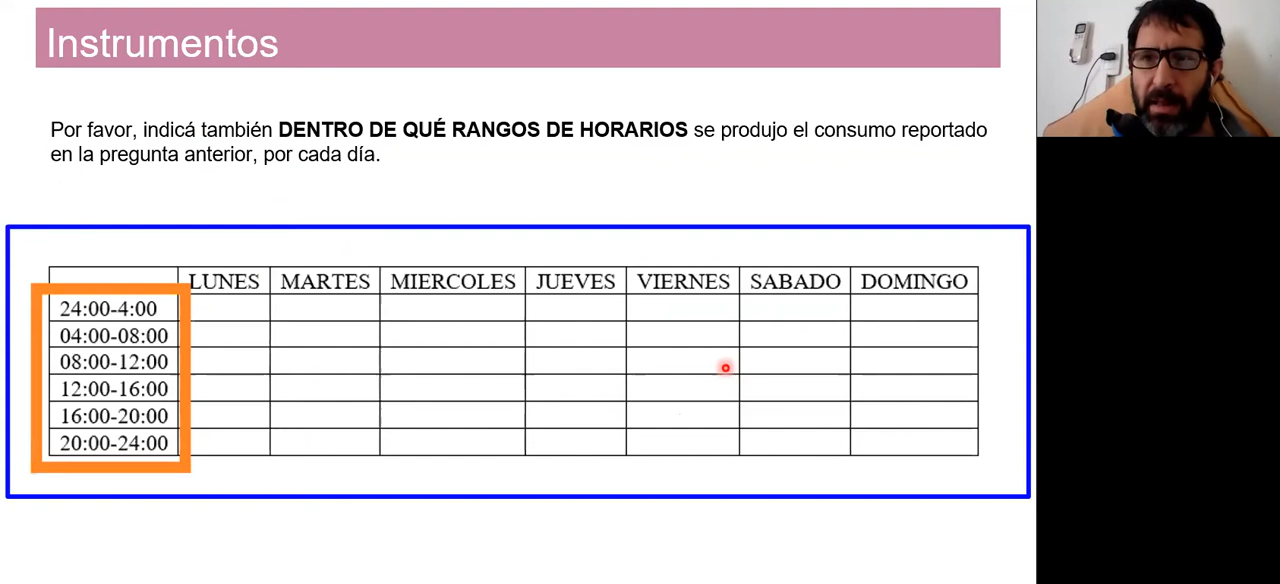 Instrumentos
Por favor, indicá también DENTRO DE QUÉ RANGOS DE HORARIOS se produjo el consumo reportado
en la pregunta anterior, por cada día.
LUNES MARTES MIERCOLES JUEVES VIERNES SABADO DOMINGO
24:00-4:00
04:00-08:00
08:00-12:00
12:00-16:00
16:00-20:00
20:00-24:00